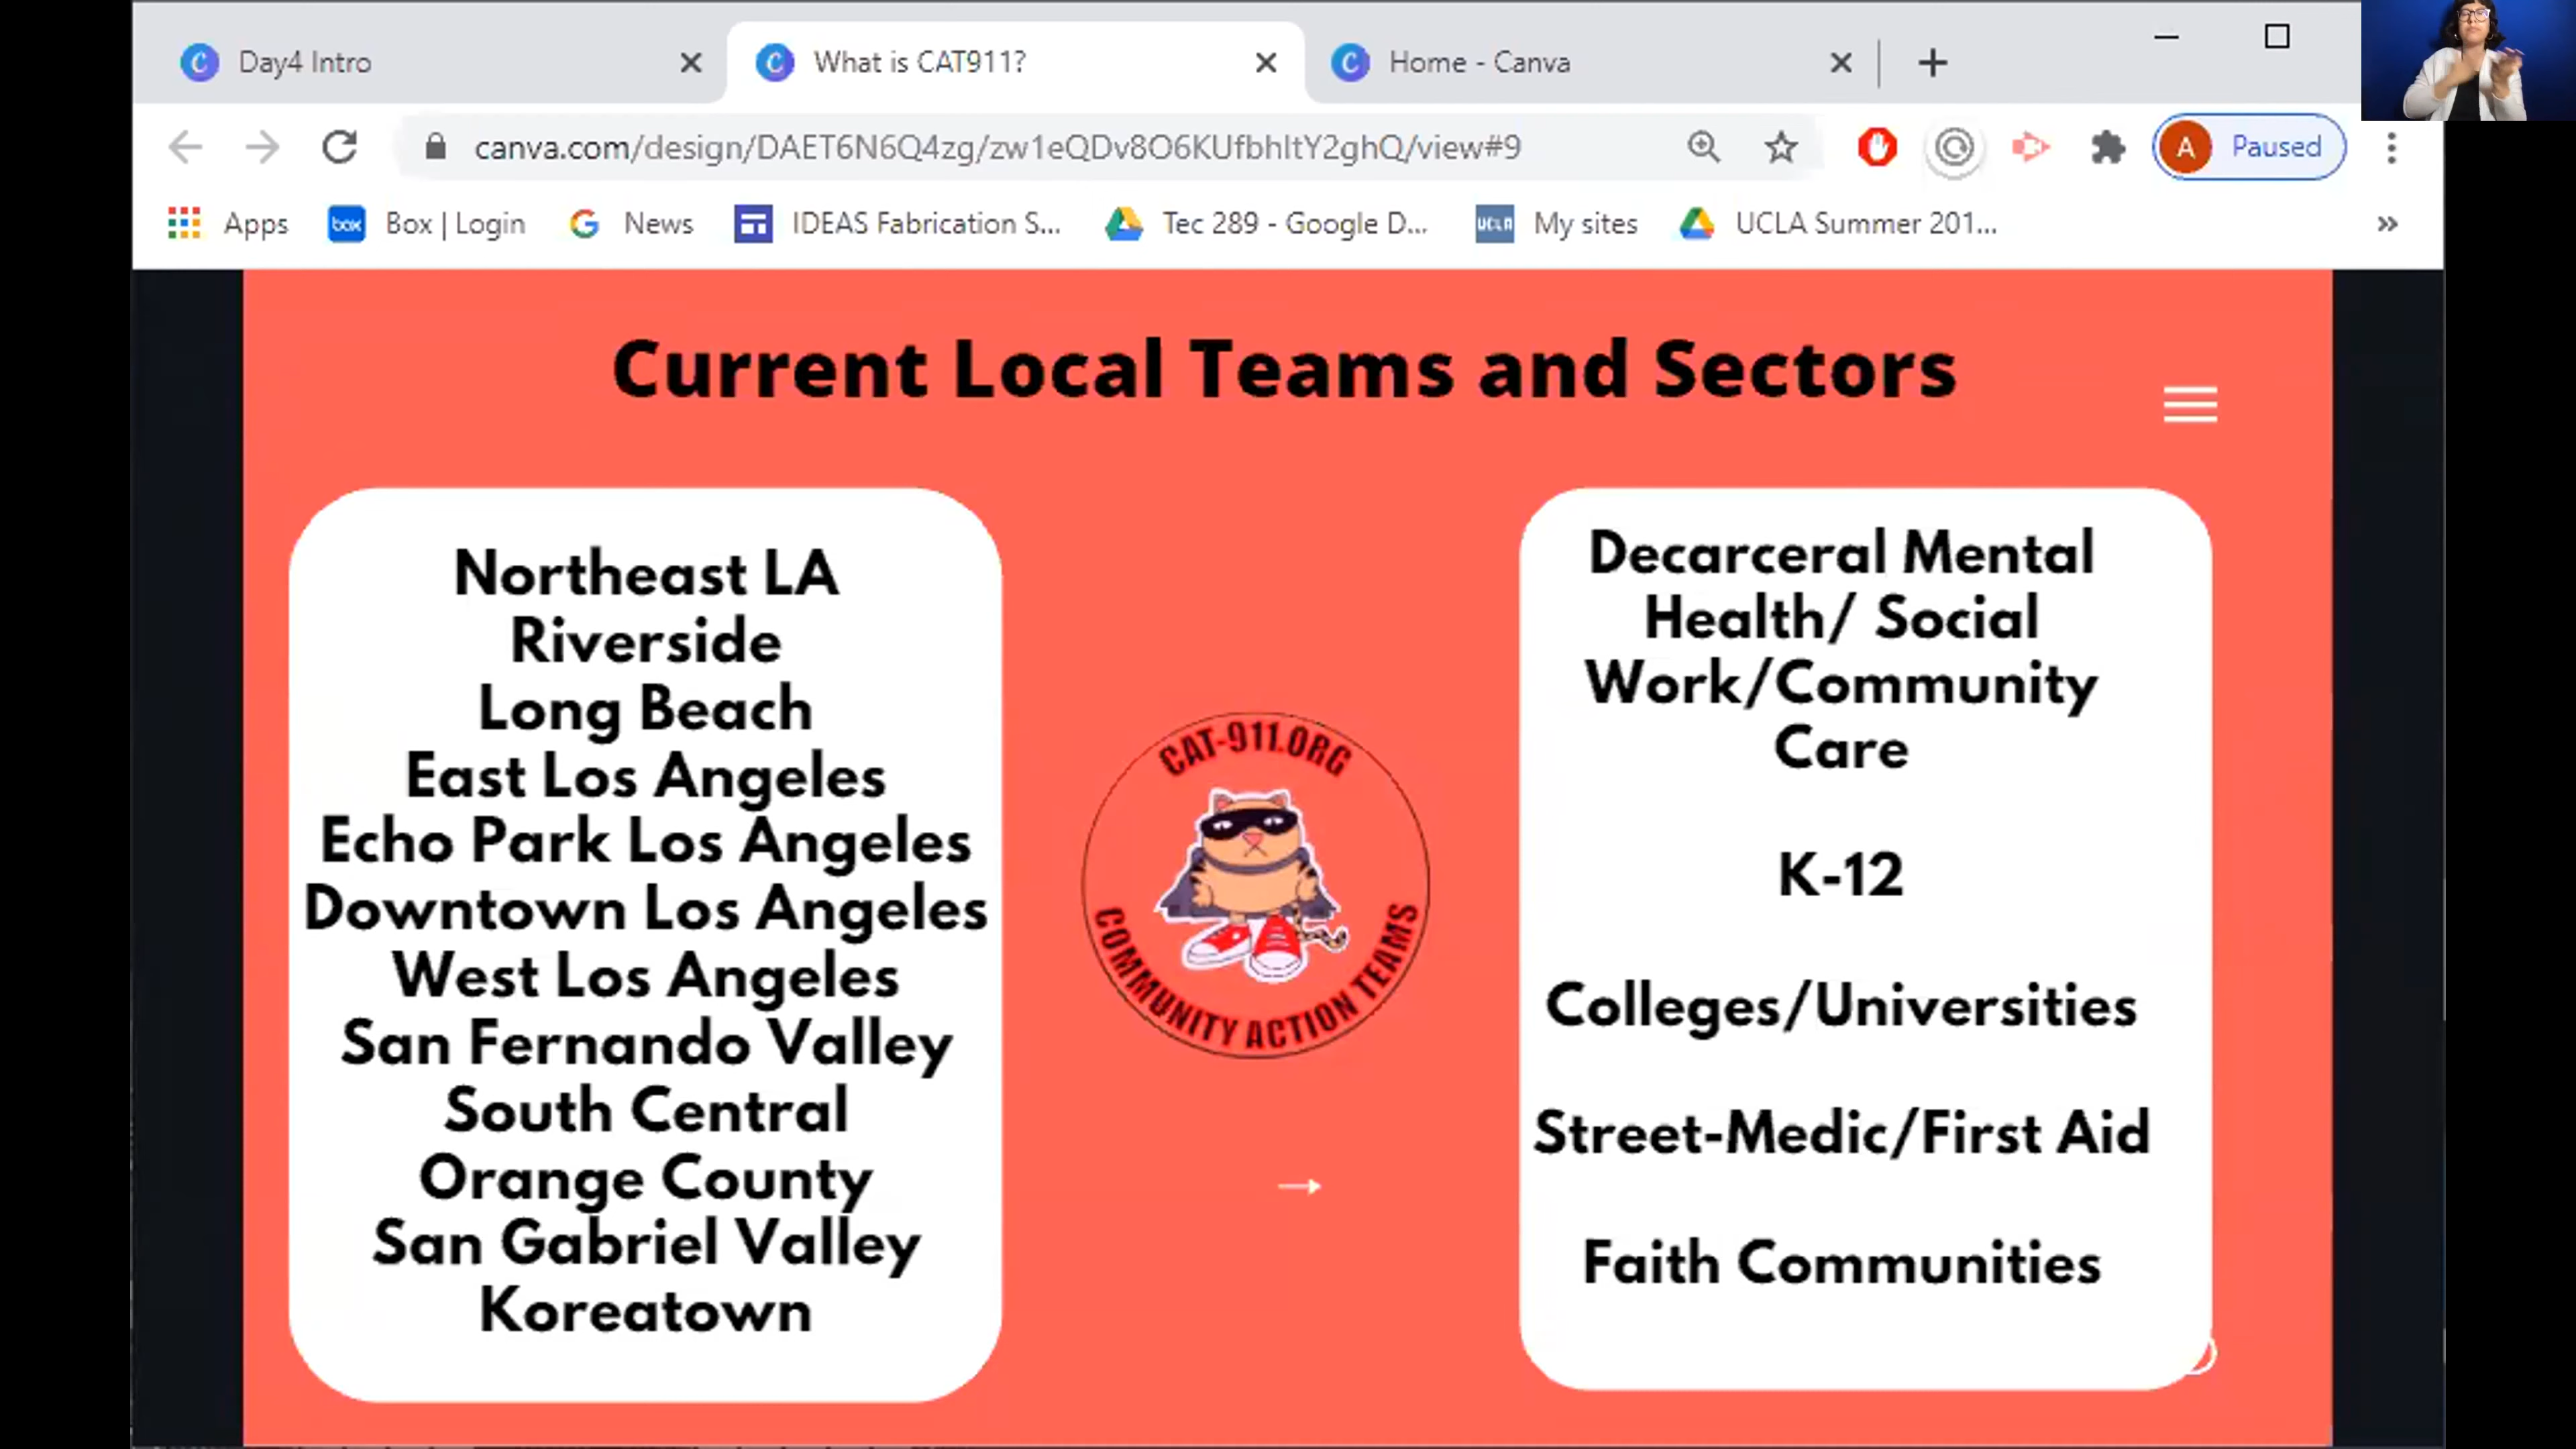 Day4 Intro
What is CAT911?
Home - Canva
canva.com/design/DAET6N6Q4zg/zw1eQDv8O6KUfbhItY2ghQ/view#9
A
Paused
Apps
box
Box | Login
News
IDEAS Fabrication S...
Tec 289 - Google D...
UCLA
My sites
UCLA Summer 201...
Current Local Teams and Sectors
Northeast LA
Riverside
Long Beach
East Los Angeles
Echo Park Los Angeles
Downtown Los Angeles
West Los Angeles
San Fernando Valley
South Central
Orange County
San Gabriel Valley
Koreatown
CAT-911.ORG
COMMUNITY ACTION TEAMS
Decarceral Mental
Health/ Social
Work/Community
Care
K-12
Colleges/Universities
Street-Medic/First Aid
Faith Communities